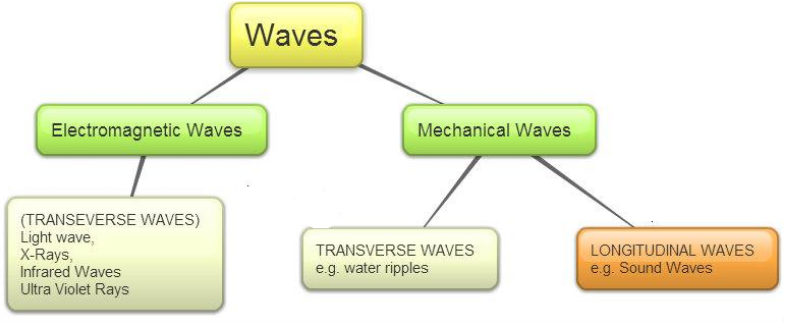 Waves
Electromagnetic Waves
Mechanical Waves
(TRANSEVERSE WAVES)
Light wave,
X-Rays,
Infrared Waves
Ultra Violet Rays
TRANSVERSE WAVES
e.g. water ripples
LONGITUDINAL WAVES
e.g. Sound Waves